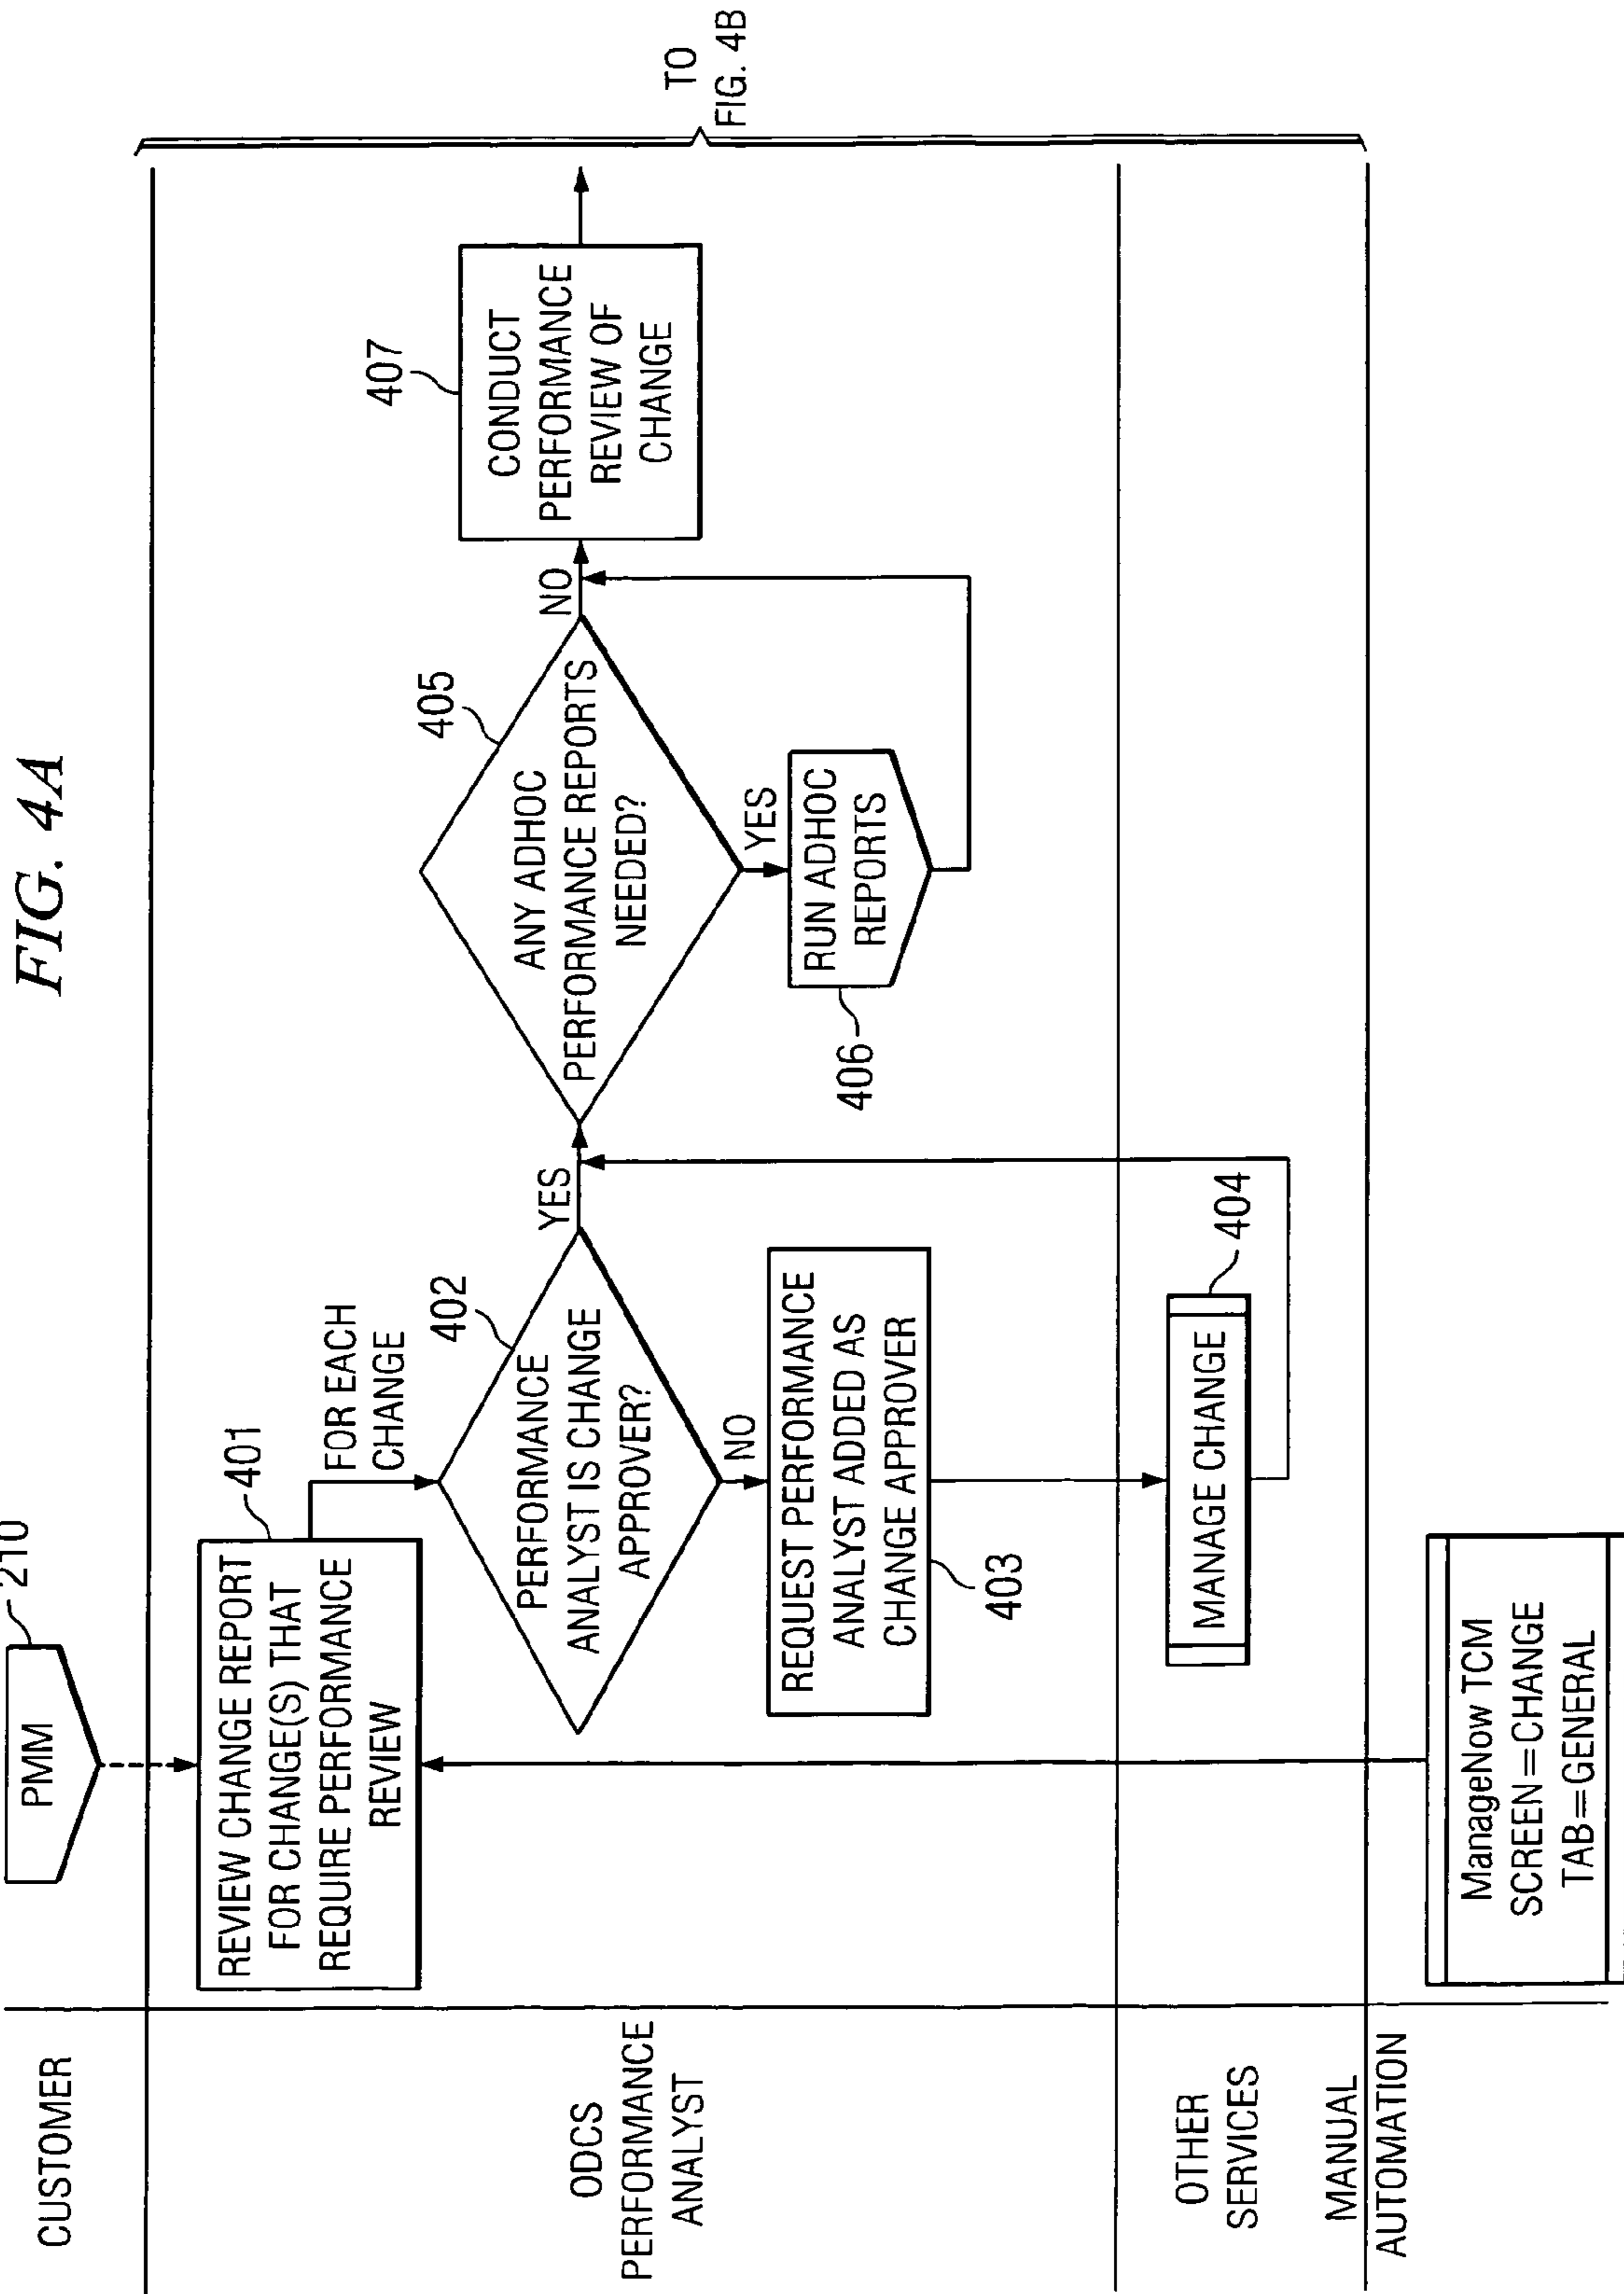 FIG. 4A
CUSTOMER
PMM
210
ODCS
PERFORMANCE
ANALYST
REVIEW CHANGE REPORT
FOR CHANGE(S) THAT
REQUIRE PERFORMANCE
REVIEW
401
FOR EACH
CHANGE
402
PERFORMANCE
ANALYST IS CHANGE
APPROVER?
YES
NO
REQUEST PERFORMANCE
ANALYST ADDED AS
CHANGE APPROVER
403
405
ANY ADHOC
PERFORMANCE REPORTS
NEEDED?
NO
YES
RUN ADHOC
REPORTS
406
407
CONDUCT
PERFORMANCE
REVIEW OF
CHANGE
TO
FIG. 4B
OTHER
SERVICES
MANAGE CHANGE
404
MANUAL
AUTOMATION
ManageNow TCM
SCREEN=CHANGE
TAB=GENERAL